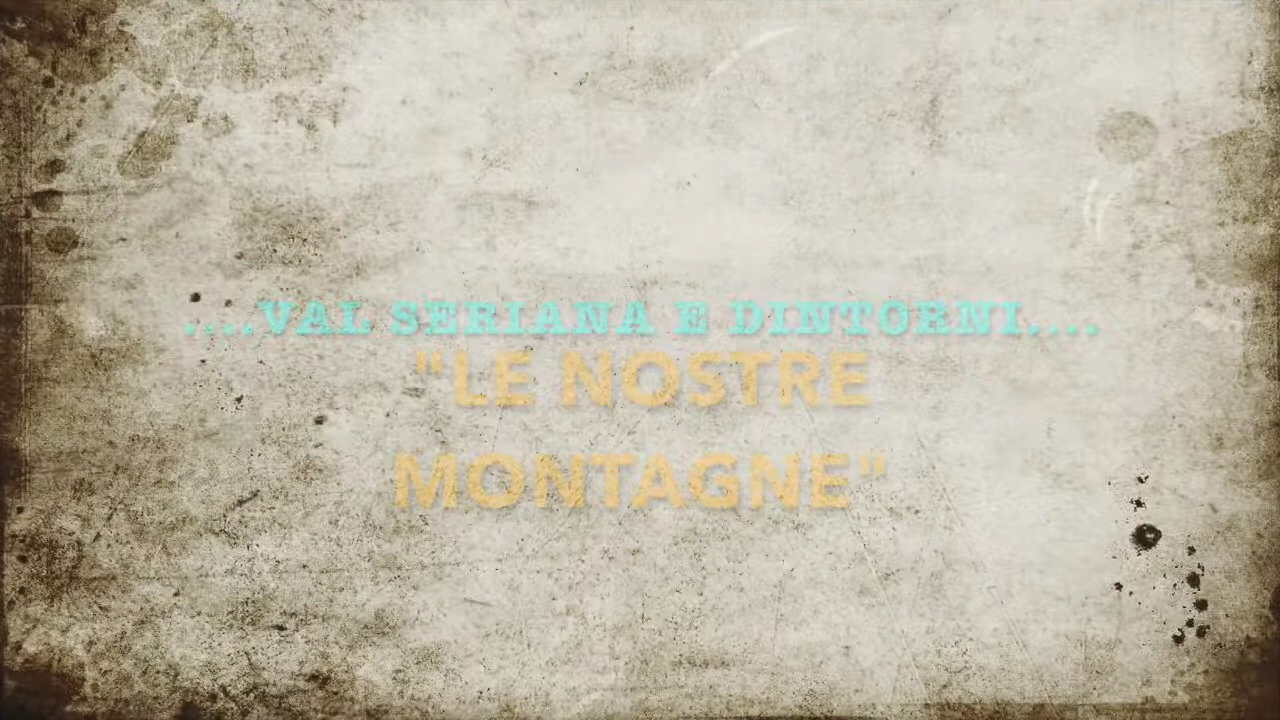 ....VAL SERIANA E DINTORNI....
"LE NOSTRE
MONTAGNE"